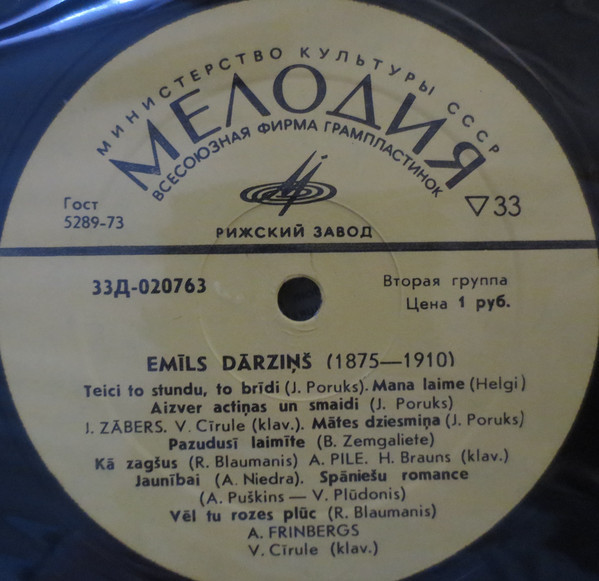 МИНИСТЕРСТВО КУЛЬТУРЫ СССР
МЕЛОДИЯ
ВСЕСОЮЗНАЯ ФИРМА ГРАМПЛАСТИНОК
Гост
5289-73
▽33
РИЖСКИЙ ЗАВОД
33Д-020763
Вторая группа
Цена 1 руб.
EMĪLS DĀRZIŅŠ (1875—1910)
Teici to stundu, to brīdi (J. Poruks). Mana laime (Helgi)
Aizver actiņas un smaidi (J. Poruks)
J. ZĀBERS. V. Cīrule (klav.). Mātes dziesmiņa (J. Poruks)
Pazudusī laimīte (B. Zemgaliete)
Kā zagšus (R. Blaumanis) A. PILE. H. Brauns (klav.)
Jaunībai (A. Niedra). Spāniešu romance
(A. Puškins — V. Plūdonis)
Vēl tu rozes plūc (R. Blaumanis)
A. FRINBERGS
V. Cīrule (klav.)